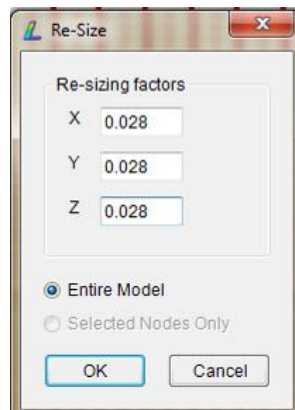 Re-Size
Re-sizing factors
X 0.028
Y 0.028
Z 0.028
Entire Model
Selected Nodes Only
OK Cancel